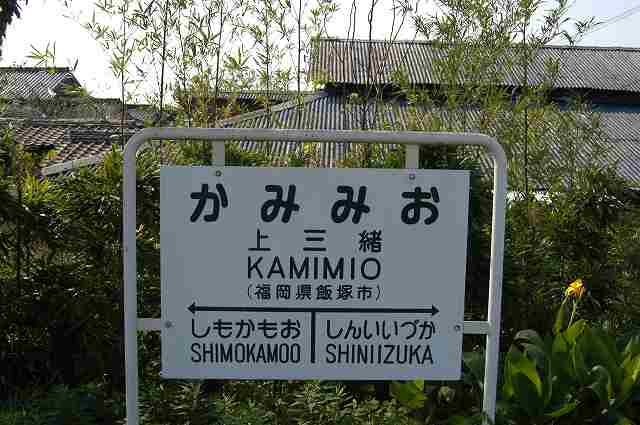 かみみお
上三緒
KAMIMIO
(福岡県飯塚市)
しもかもお しんいいづか
SHIMOKAMOO SHINIIZUKA